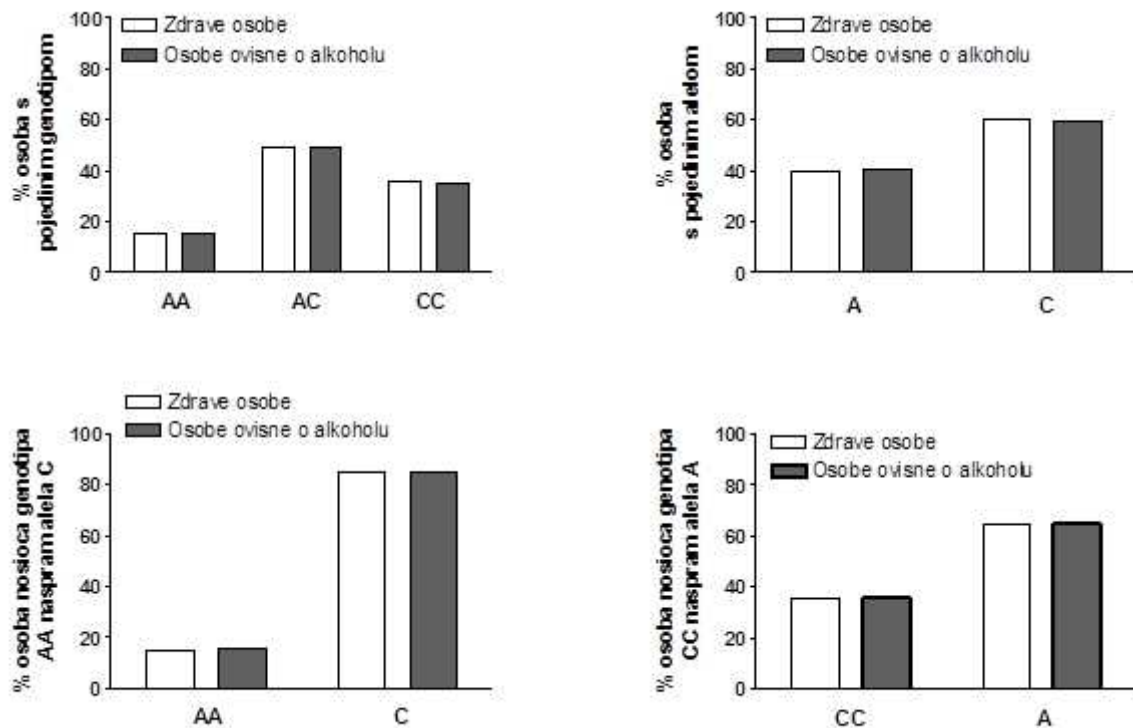 % osoba s
pojedinim genotipom
100
80
60
40
20
0
Zdrave osobe
Osobe ovisne o alkoholu
AA AC CC
% osoba
s pojedinim alelom
100
80
60
40
20
0
Zdrave osobe
Osobe ovisne o alkoholu
A C
% osoba nosioca genotipa
AA naspram alela C
100
80
60
40
20
0
Zdrave osobe
Osobe ovisne o alkoholu
AA C
% osoba nosioca genotipa
CC naspram alela A
100
80
60
40
20
0
Zdrave osobe
Osobe ovisne o alkoholu
CC A